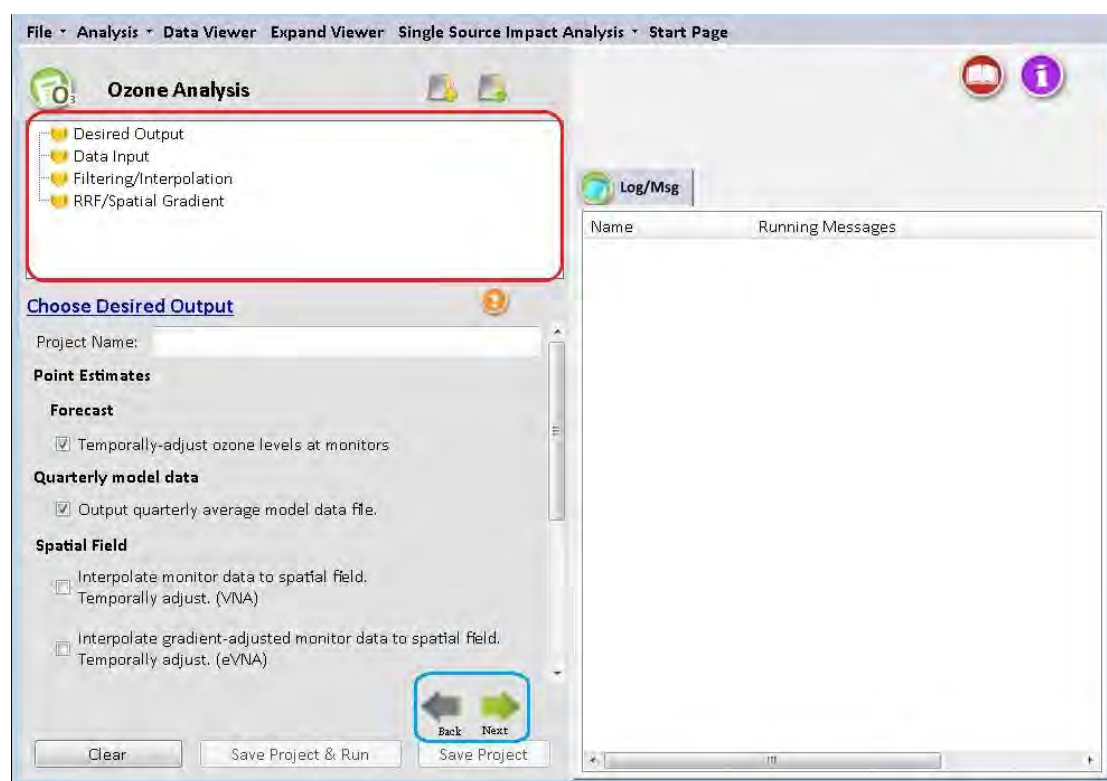 File Analysis Data Viewer Expand Viewer Single Source Impact Analysis Start Page
O3 Ozone Analysis
Desired Output
Data Input
Filtering/Interpolation
RRF/Spatial Gradient
Choose Desired Output
Project Name:
Point Estimates
Forecast
Temporally-adjust ozone levels at monitors
Quarterly model data
Output quarterly average model data file.
Spatial Field
Interpolate monitor data to spatial field.
Temporally adjust. (VNA)
Interpolate gradient-adjusted monitor data to spatial field.
Temporally adjust. (eVNA)
Back Next
Clear Save Project & Run Save Project
i
Log/Msg
Name Running Messages